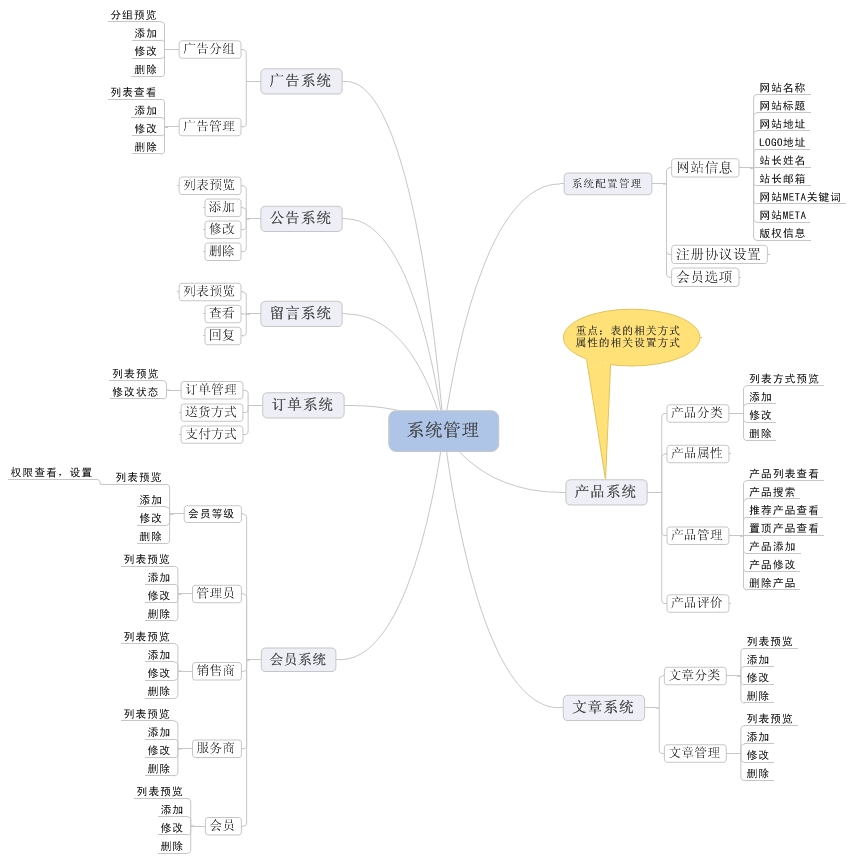 系统管理
广告系统
广告分组
分组预览
添加
修改
删除
广告管理
列表查看
添加
修改
删除
公告系统
列表预览
添加
修改
删除
留言系统
列表预览
查看
回复
订单系统
订单管理
列表预览
修改状态
送货方式
支付方式
会员系统
会员等级
列表预览
权限查看，设置
添加
修改
删除
管理员
列表预览
添加
修改
删除
销售商
列表预览
添加
修改
删除
服务商
列表预览
添加
修改
删除
会员
列表预览
添加
修改
删除
系统配置管理
网站信息
网站名称
网站标题
网站地址
LOGO地址
站长姓名
站长邮箱
网站META关键词
网站META
版权信息
注册协议设置
会员选项
重点：表的相关方式
属性的相关设置方式
产品系统
产品分类
列表方式预览
添加
修改
删除
产品属性
产品管理
产品列表查看
产品搜索
推荐产品查看
置顶产品查看
产品添加
产品修改
删除产品
产品评价
文章系统
文章分类
列表预览
添加
修改
删除
文章管理
列表预览
添加
修改
删除